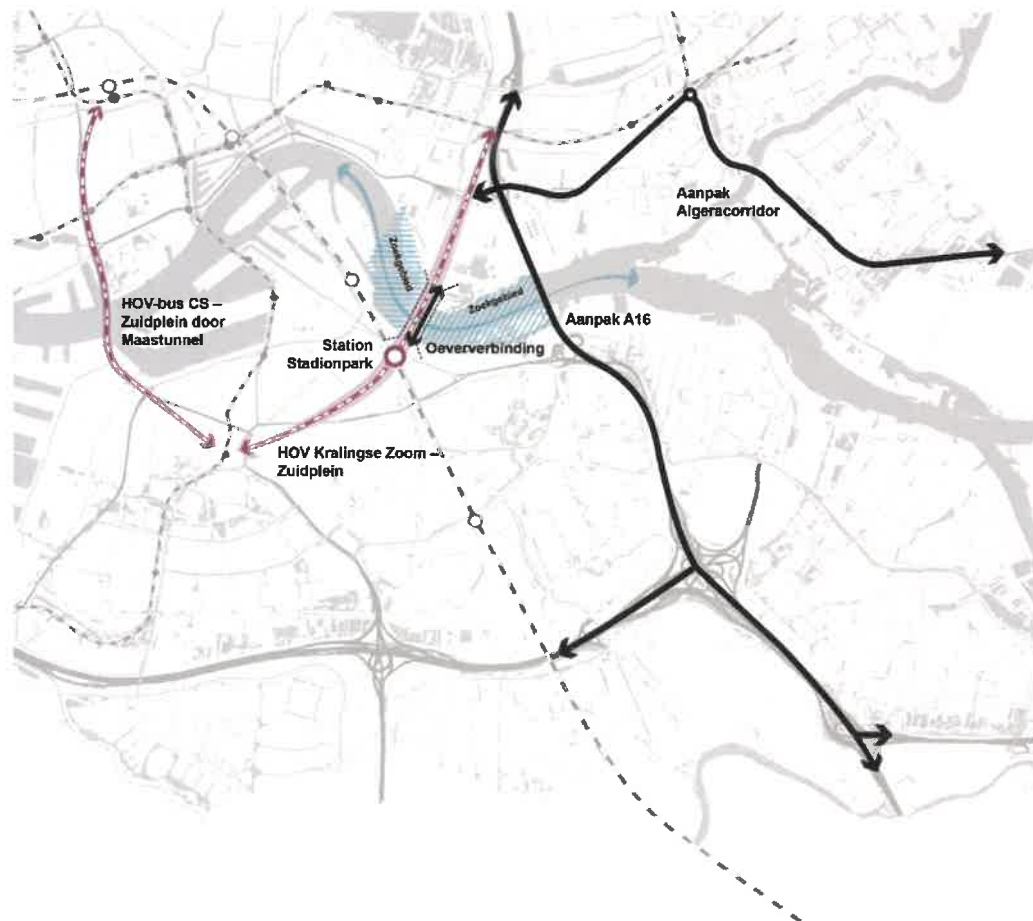 Aanpak
Algeracorridor
Zoekgebied
Zoekgebied
HOV-bus CS –
Zuidplein door
Maastunnel
Aanpak A16
Station
Stadionpark
Oeververbinding
HOV Kralingse Zoom –
Zuidplein